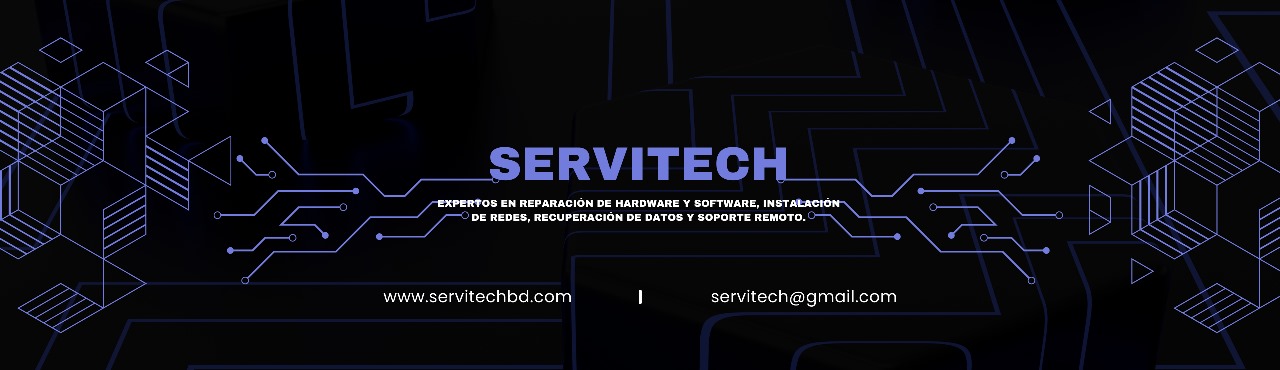 SERVITECH
EXPERTOS EN REPARACIÓN DE HARDWARE Y SOFTWARE, INSTALACIÓN
DE REDES, RECUPERACIÓN DE DATOS Y SOPORTE REMOTO.
www.servitechbd.com | servitech@gmail.com